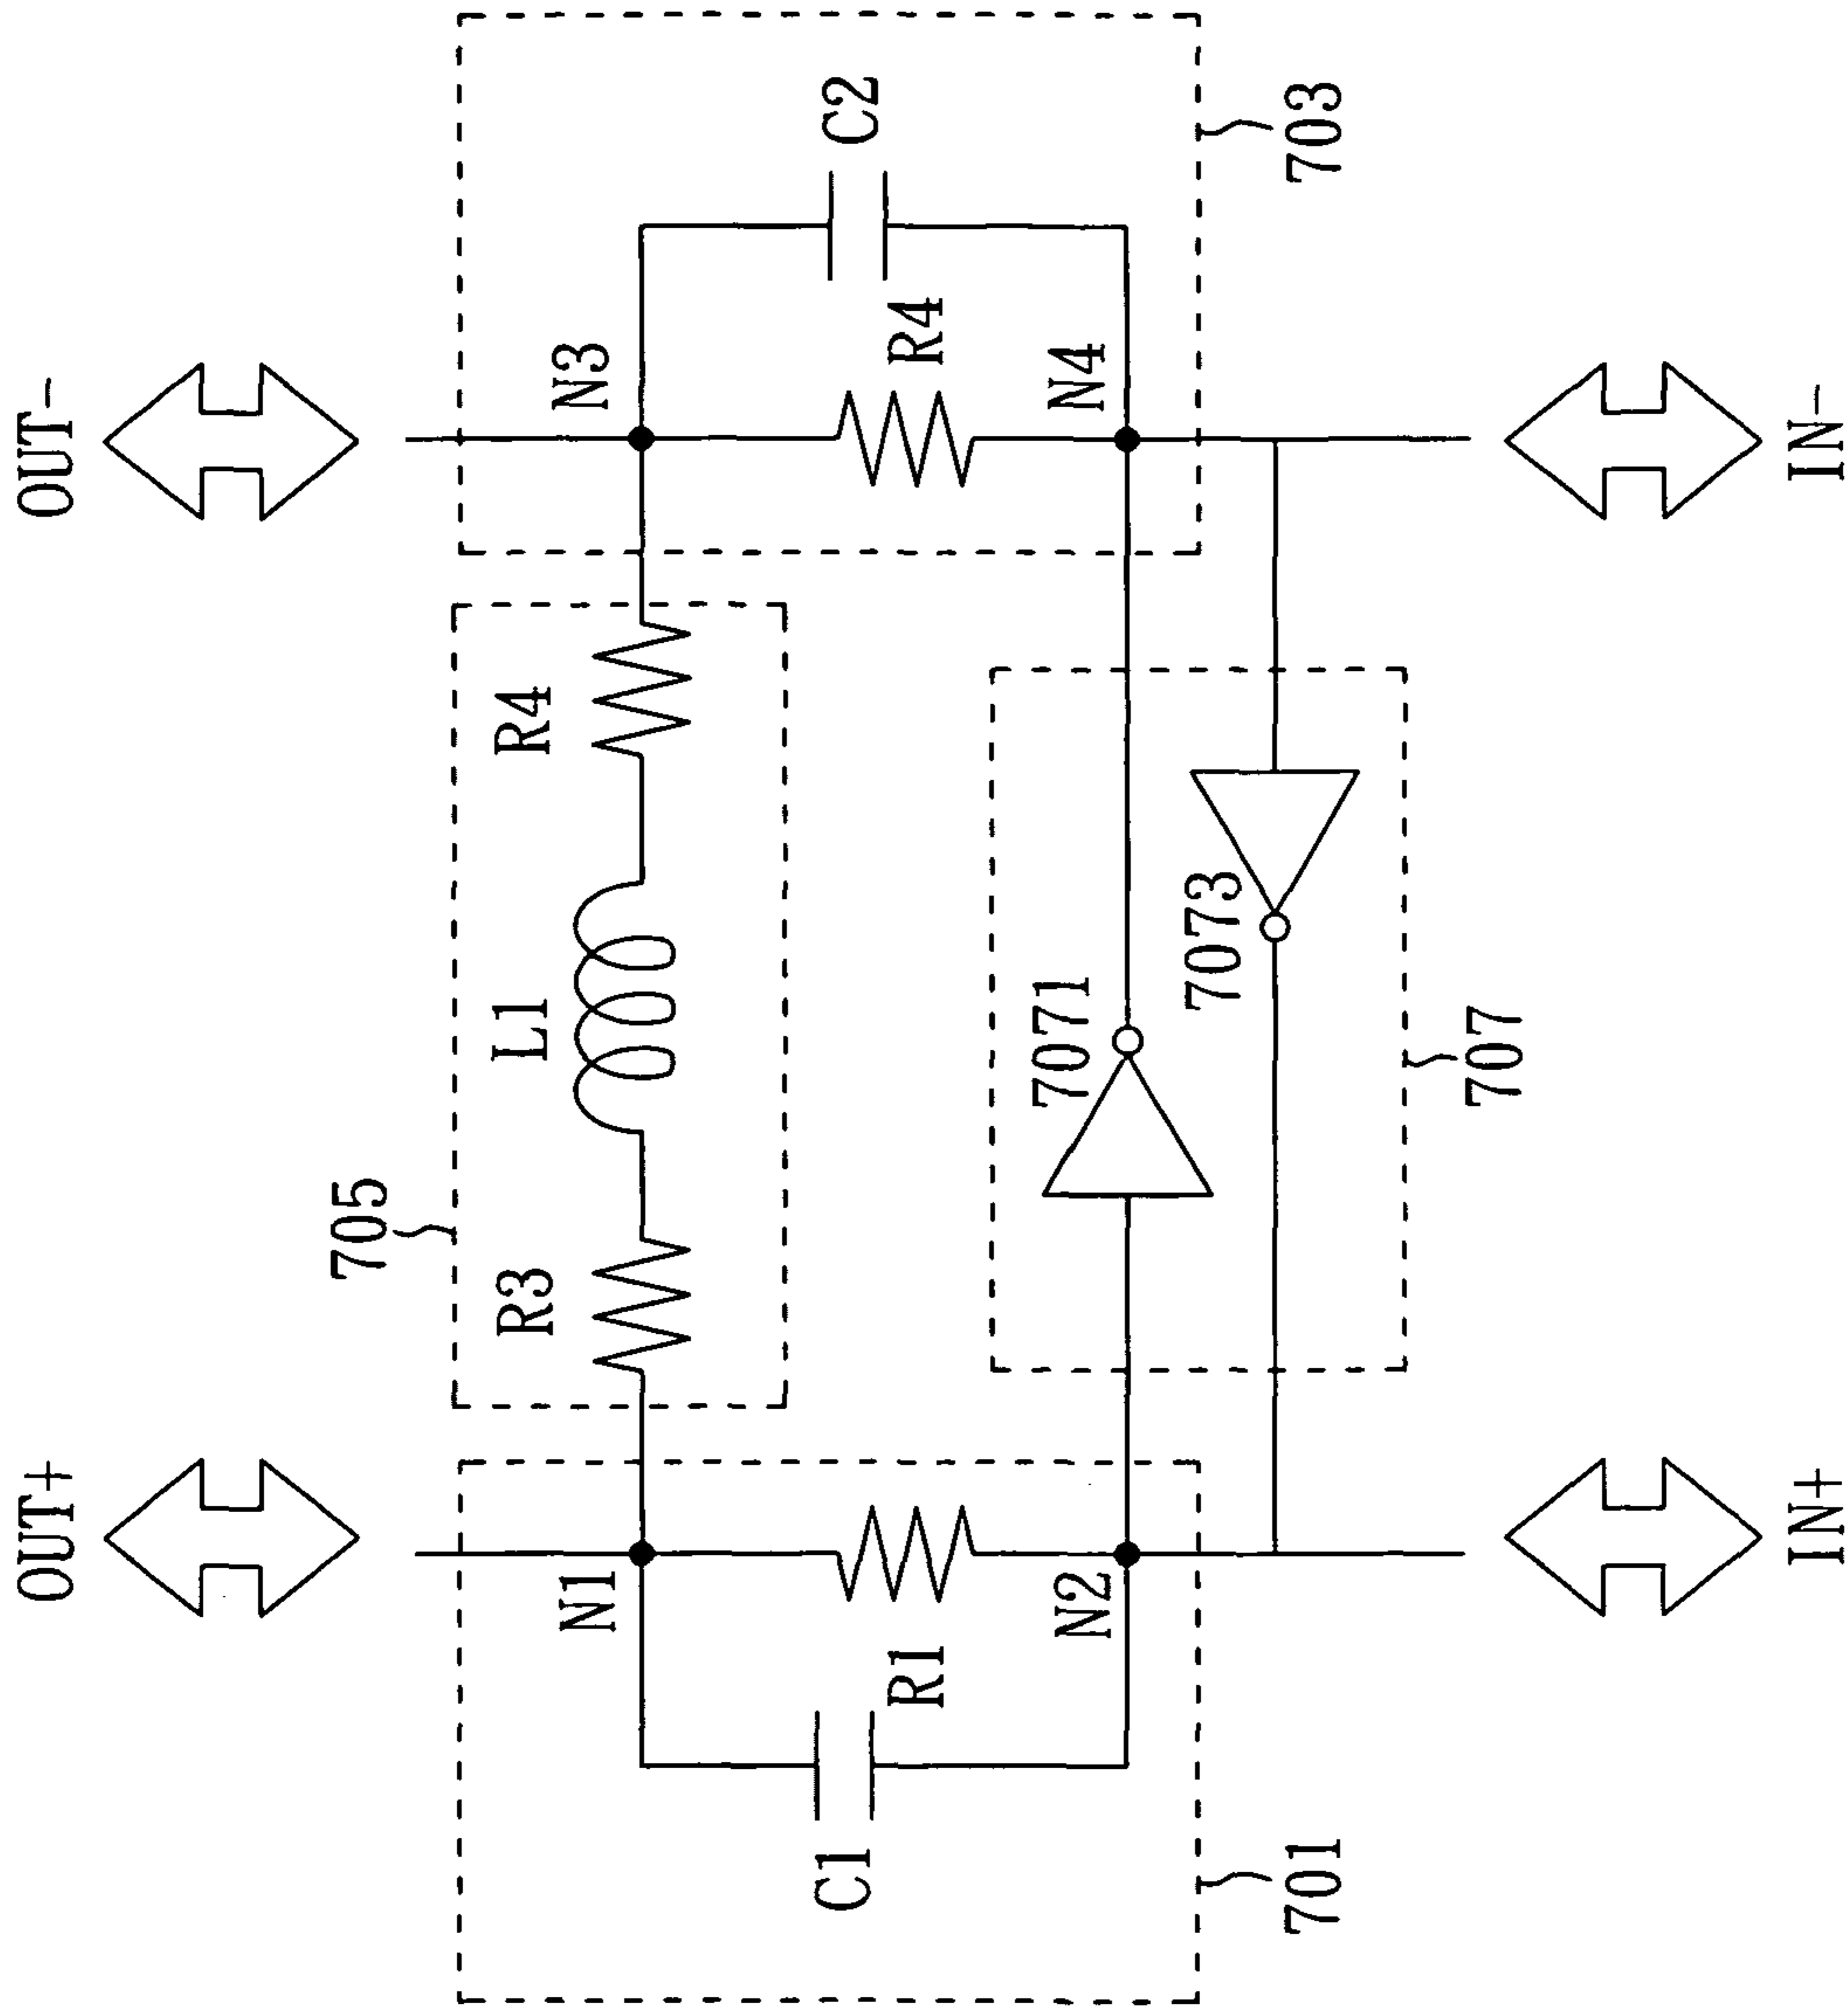 OUT+
OUT-
705
R3
L1
R4
N1
N3
C1
C2
R1
R4
7071
N2
N4
7073
701
703
707
IN+
IN-